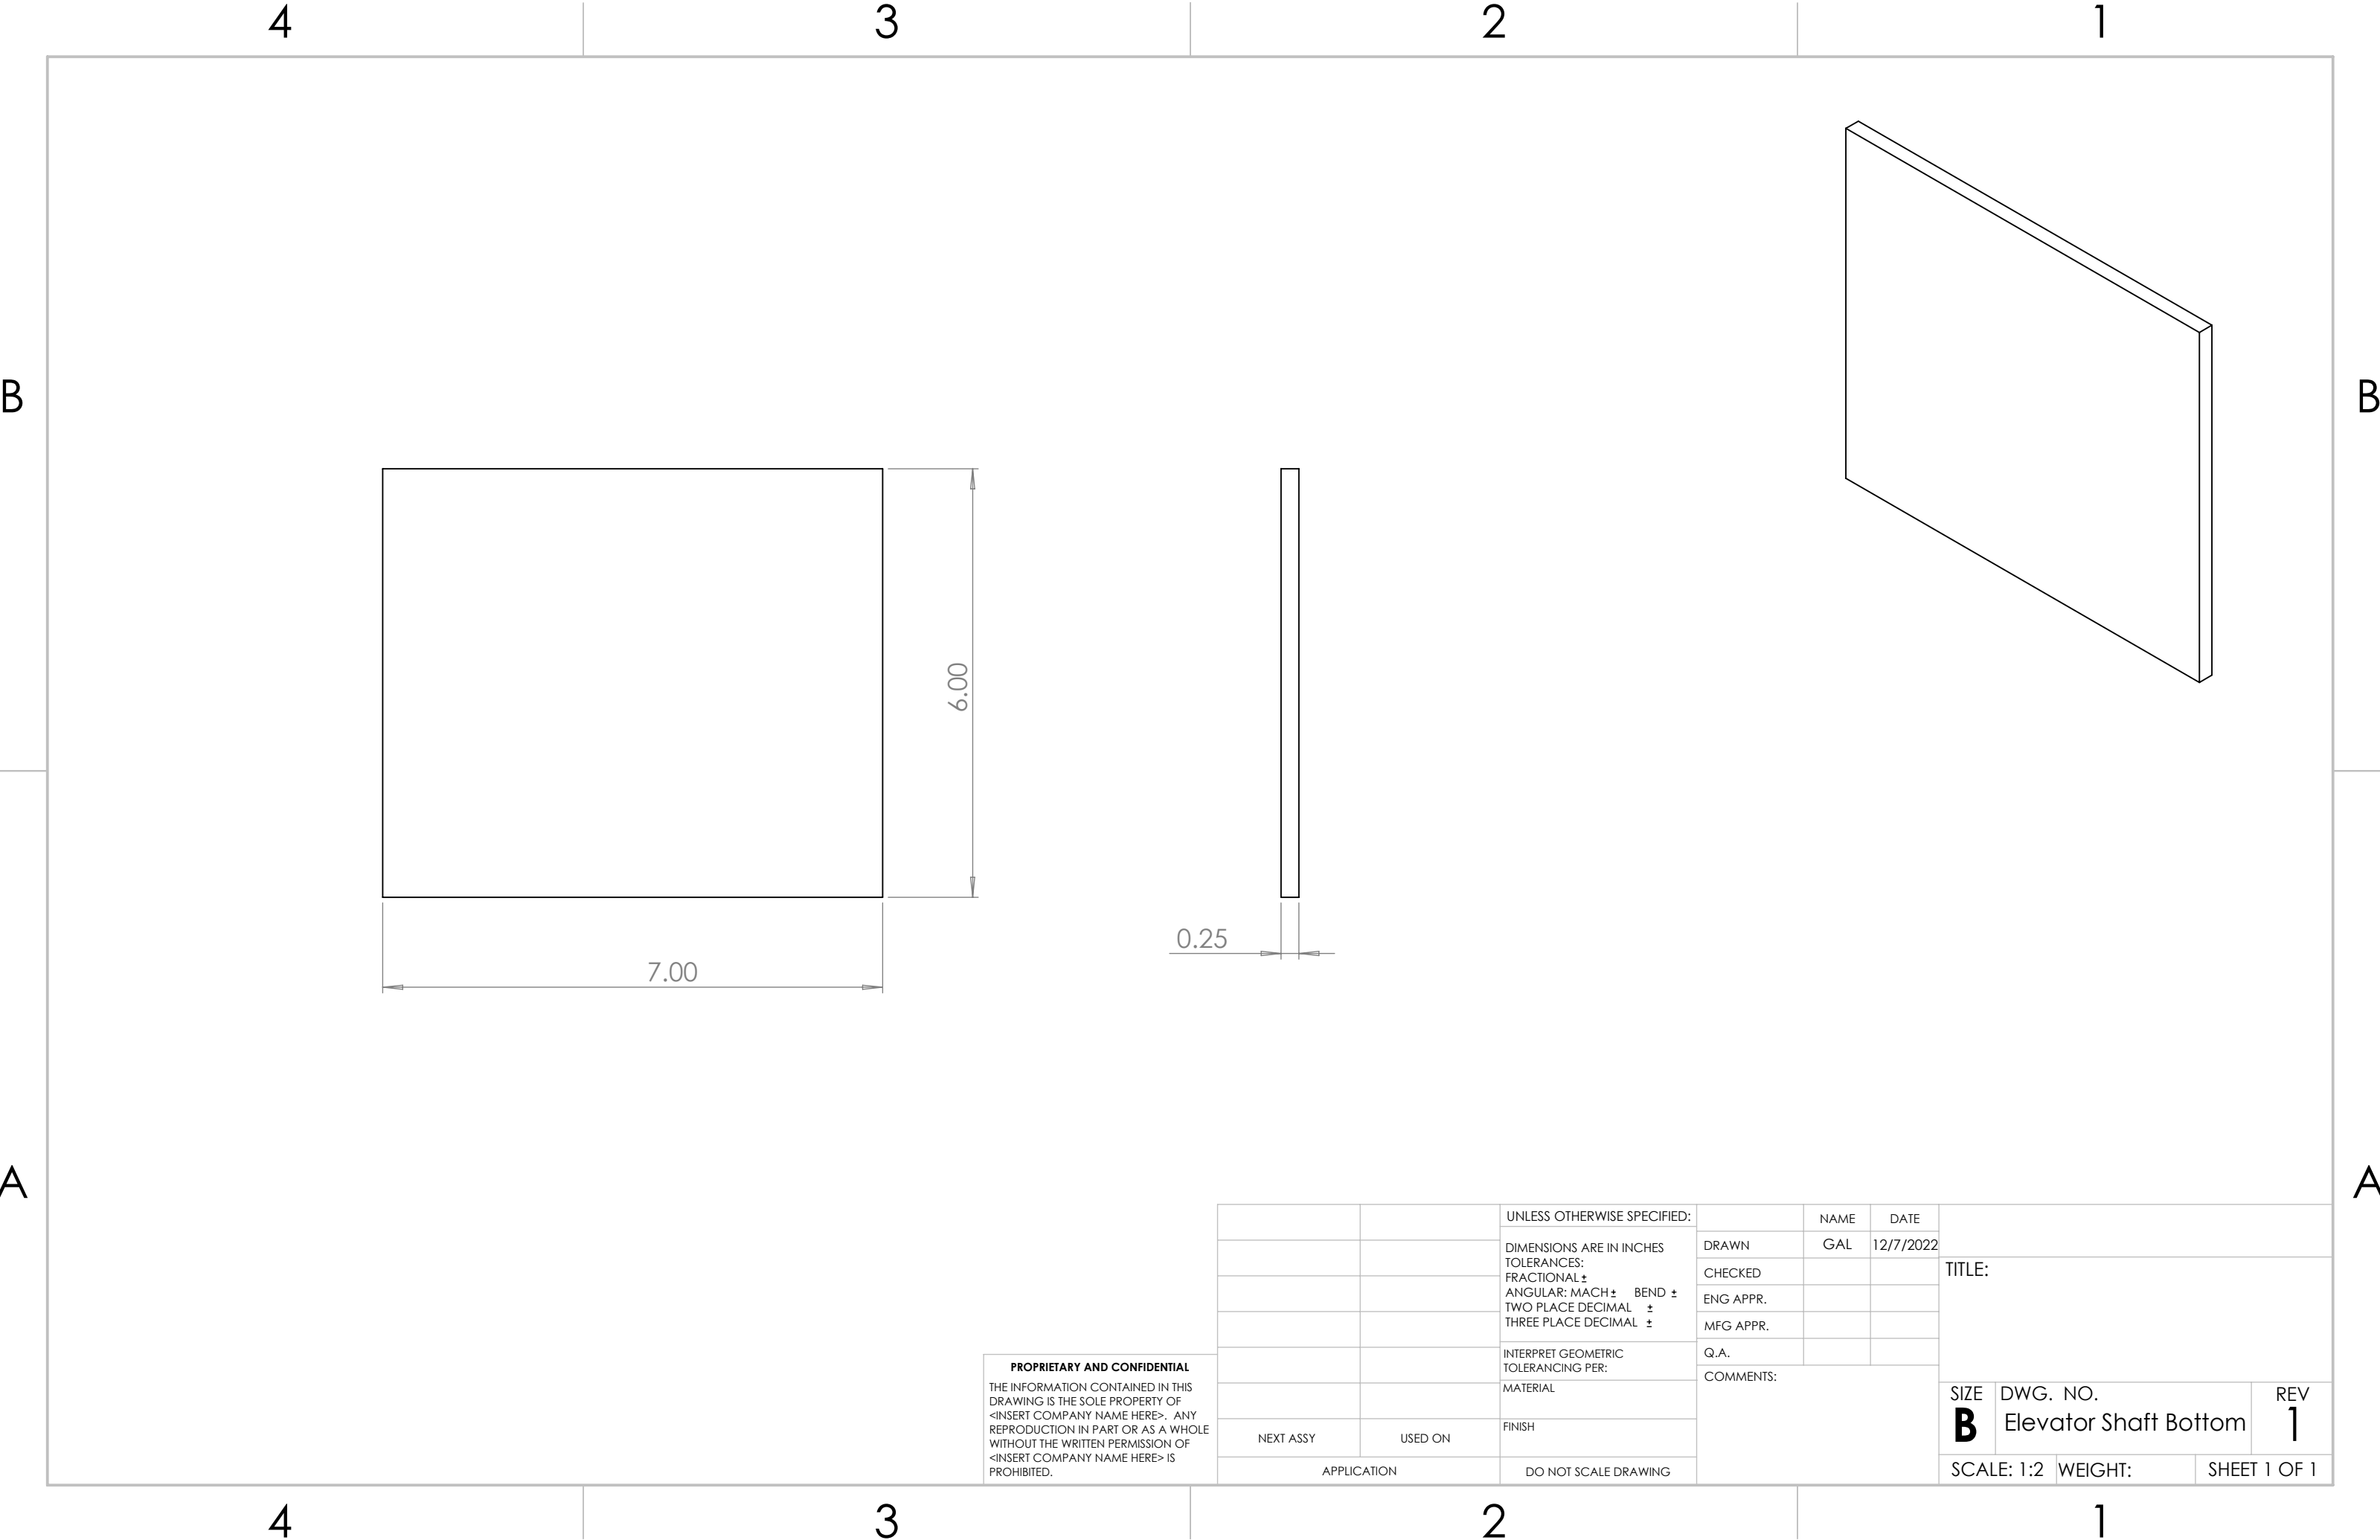 4 3 2 1
B B
6.00
0.25
7.00
A A
UNLESS OTHERWISE SPECIFIED:
DIMENSIONS ARE IN INCHES
TOLERANCES:
FRACTIONAL ±
ANGULAR: MACH ± BEND ±
TWO PLACE DECIMAL ±
THREE PLACE DECIMAL ±
INTERPRET GEOMETRIC
TOLERANCING PER:
MATERIAL
FINISH
DO NOT SCALE DRAWING
NAME DATE
DRAWN GAL 12/7/2022
CHECKED
ENG APPR.
MFG APPR.
Q.A.
COMMENTS:
TITLE:
SIZE DWG. NO. REV
B Elevator Shaft Bottom 1
SCALE: 1:2 WEIGHT: SHEET 1 OF 1
PROPRIETARY AND CONFIDENTIAL
THE INFORMATION CONTAINED IN THIS
DRAWING IS THE SOLE PROPERTY OF
<INSERT COMPANY NAME HERE>. ANY
REPRODUCTION IN PART OR AS A WHOLE
WITHOUT THE WRITTEN PERMISSION OF
<INSERT COMPANY NAME HERE> IS
PROHIBITED.
NEXT ASSY USED ON
APPLICATION
4 3 2 1